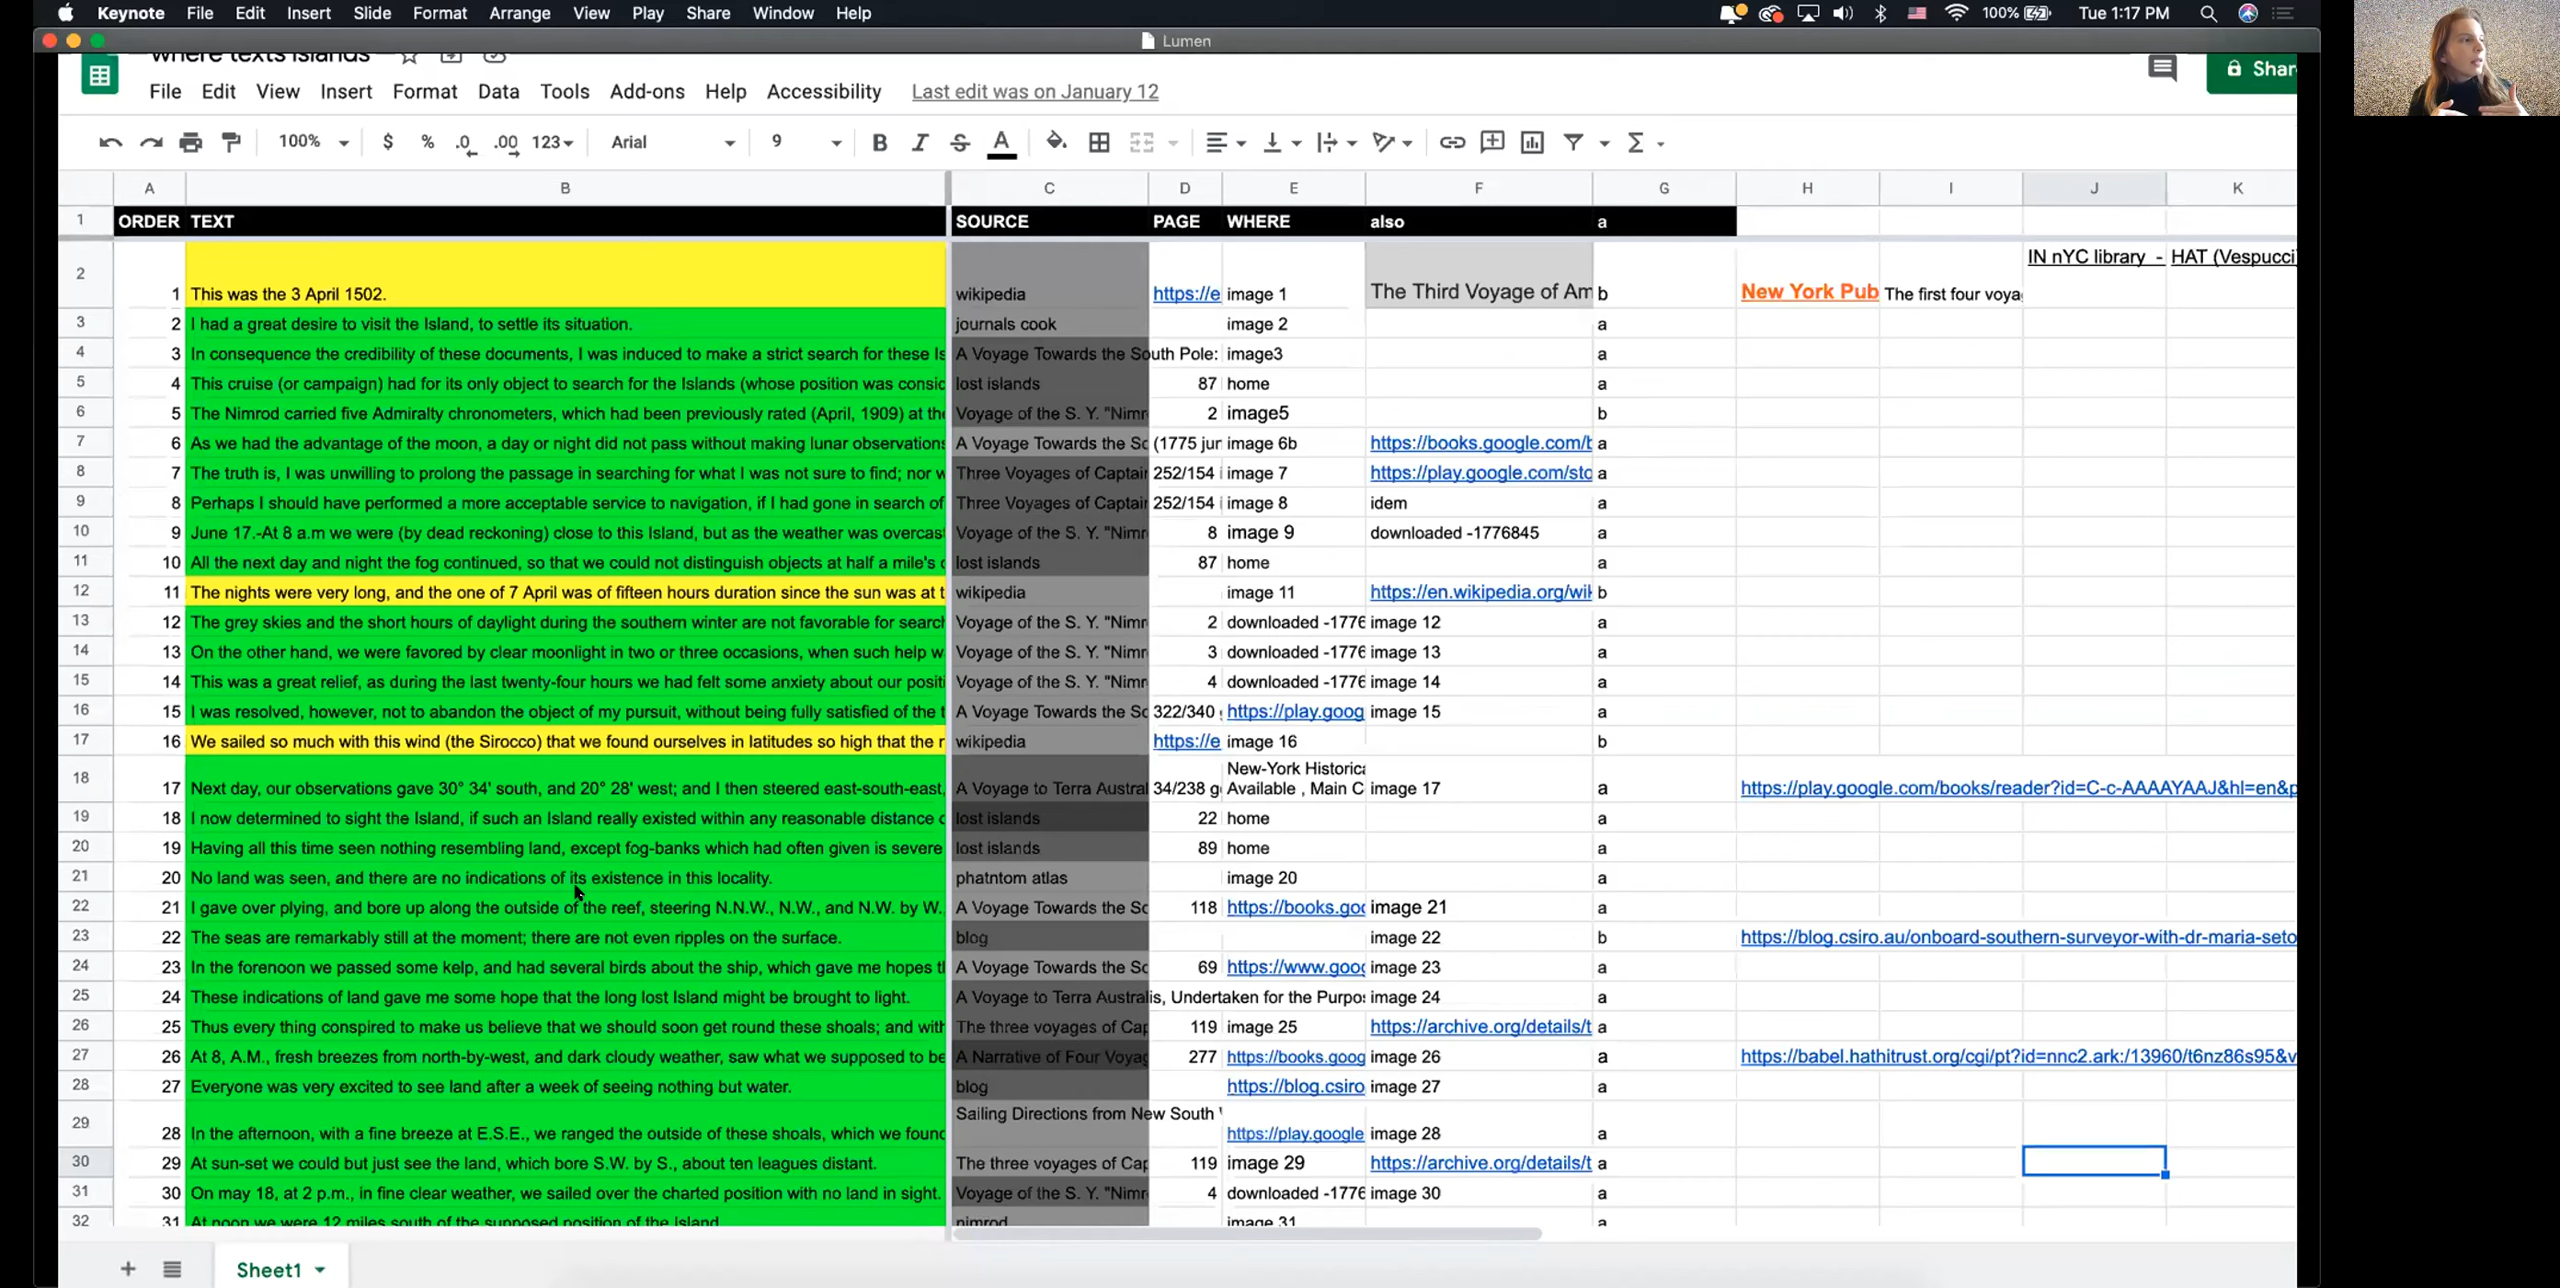 Keynote File Edit Insert Slide Format Arrange View Play Share Window Help 100% Tue 1:17 PM
Lumen
where texts islands
File Edit View Insert Format Data Tools Add-ons Help Accessibility Last edit was on January 12 Shar
100% $ % .0 .00 123 Arial 9 B I S A
A B C D E F G H I J K
1 ORDER TEXT SOURCE PAGE WHERE also a
2 1 This was the 3 April 1502. wikipedia https://e image 1 The Third Voyage of Am b New York Pub The first four voya IN nYC library - HAT (Vespucci
3 2 I had a great desire to visit the Island, to settle its situation. journals cook image 2 a
4 3 In consequence the credibility of these documents, I was induced to make a strict search for these Is A Voyage Towards the South Pole: image3 a
5 4 This cruise (or campaign) had for its only object to search for the Islands (whose position was consid lost islands 87 home a
6 5 The Nimrod carried five Admiralty chronometers, which had been previously rated (April, 1909) at the Voyage of the S. Y. "Nimr 2 image5 b
7 6 As we had the advantage of the moon, a day or night did not pass without making lunar observations A Voyage Towards the Sc (1775 jur image 6b https://books.google.com/b a
8 7 The truth is, I was unwilling to prolong the passage in searching for what I was not sure to find; nor w Three Voyages of Captain 252/154 image 7 https://play.google.com/sto a
9 8 Perhaps I should have performed a more acceptable service to navigation, if I had gone in search of Three Voyages of Captain 252/154 image 8 idem a
10 9 June 17.-At 8 a.m we were (by dead reckoning) close to this Island, but as the weather was overcast Voyage of the S. Y. "Nimr 8 image 9 downloaded -1776845 a
11 10 All the next day and night the fog continued, so that we could not distinguish objects at half a mile's d lost islands 87 home a
12 11 The nights were very long, and the one of 7 April was of fifteen hours duration since the sun was at t wikipedia image 11 https://en.wikipedia.org/wik b
13 12 The grey skies and the short hours of daylight during the southern winter are not favorable for search Voyage of the S. Y. "Nimr 2 downloaded -1776 image 12 a
14 13 On the other hand, we were favored by clear moonlight in two or three occasions, when such help w Voyage of the S. Y. "Nimr 3 downloaded -1776 image 13 a
15 14 This was a great relief, as during the last twenty-four hours we had felt some anxiety about our positi Voyage of the S. Y. "Nimr 4 downloaded -1776 image 14 a
16 15 I was resolved, however, not to abandon the object of my pursuit, without being fully satisfied of the t A Voyage Towards the Sc 322/340 https://play.goog image 15 a
17 16 We sailed so much with this wind (the Sirocco) that we found ourselves in latitudes so high that the r wikipedia https://e image 16 b
18 17 Next day, our observations gave 30° 34' south, and 20° 28' west; and I then steered east-south-east, A Voyage to Terra Austral 34/238 g New-York Historica Available , Main C image 17 a https://play.google.com/books/reader?id=C-c-AAAAYAAJ&hl=en&p
19 18 I now determined to sight the Island, if such an Island really existed within any reasonable distance o lost islands 22 home a
20 19 Having all this time seen nothing resembling land, except fog-banks which had often given is severe lost islands 89 home a
21 20 No land was seen, and there are no indications of its existence in this locality. phatntom atlas image 20 a
22 21 I gave over plying, and bore up along the outside of the reef, steering N.N.W., N.W., and N.W. by W. A Voyage Towards the Sc 118 https://books.goo image 21 a
23 22 The seas are remarkably still at the moment; there are not even ripples on the surface. blog image 22 b https://blog.csiro.au/onboard-southern-surveyor-with-dr-maria-seto
24 23 In the forenoon we passed some kelp, and had several birds about the ship, which gave me hopes t A Voyage Towards the Sc 69 https://www.goog image 23 a
25 24 These indications of land gave me some hope that the long lost Island might be brought to light. A Voyage to Terra Australis, Undertaken for the Purpos image 24 a
26 25 Thus every thing conspired to make us believe that we should soon get round these shoals; and with The three voyages of Cap 119 image 25 https://archive.org/details/t a
27 26 At 8, A.M., fresh breezes from north-by-west, and dark cloudy weather, saw what we supposed to be A Narrative of Four Voyag 277 https://books.goog image 26 a https://babel.hathitrust.org/cgi/pt?id=nnc2.ark:/13960/t6nz86s95&v
28 27 Everyone was very excited to see land after a week of seeing nothing but water. blog https://blog.csiro image 27 a
29 28 In the afternoon, with a fine breeze at E.S.E., we ranged the outside of these shoals, which we found Sailing Directions from New South https://play.google image 28 a
30 29 At sun-set we could but just see the land, which bore S.W. by S., about ten leagues distant. The three voyages of Cap 119 image 29 https://archive.org/details/t a
31 30 On may 18, at 2 p.m., in fine clear weather, we sailed over the charted position with no land in sight. Voyage of the S. Y. "Nimr 4 downloaded -1776 image 30 a
32 31 At noon we were 12 miles south of the supposed position of the Island nimrod image 31 a
Sheet1